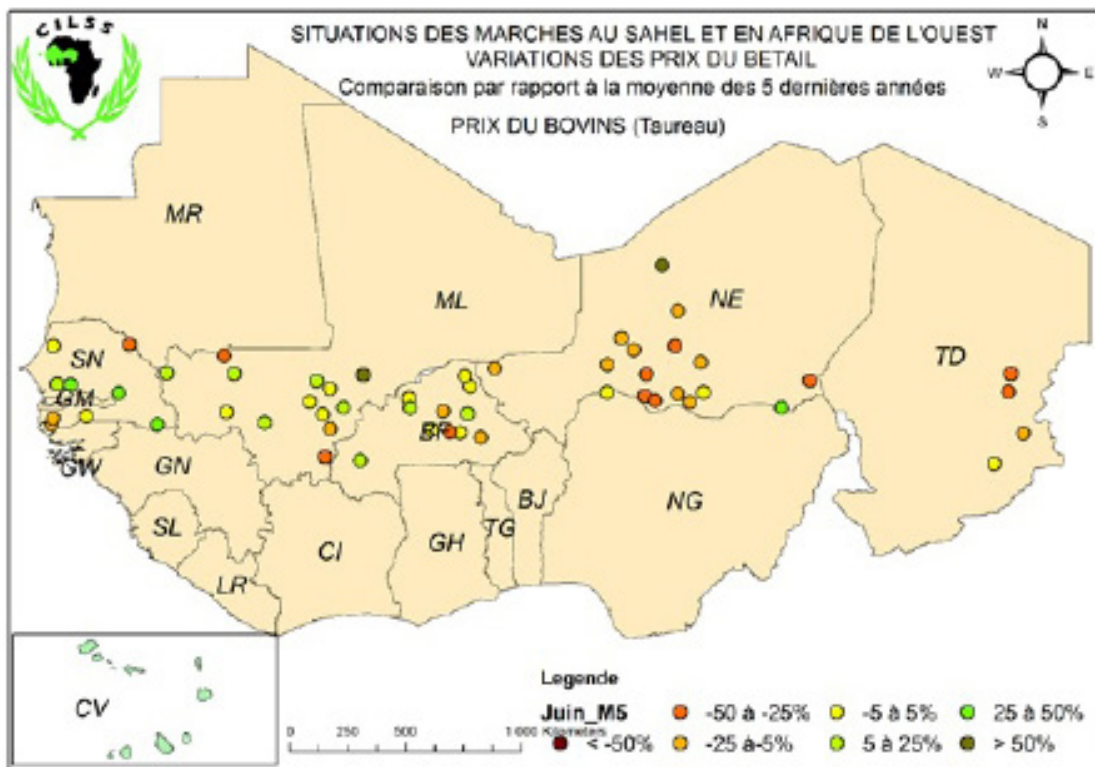 CILSS
SITUATIONS DES MARCHES AU SAHEL ET EN AFRIQUE DE L'OUEST
VARIATIONS DES PRIX DU BETAIL
Comparaison par rapport à la moyenne des 5 dernières années
PRIX DU BOVINS (Taureau)
N
W E
S
MR
ML
NE
TD
SN
GM
GW
GN
SL
LR
CI
BF
GH
TG
BJ
NG
CV
0 250 500 1 000 Kilometers
Legende
Juin_M5
-50 à -25%
-5 à 5%
25 à 50%
< -50%
-25 à-5%
5 à 25%
> 50%